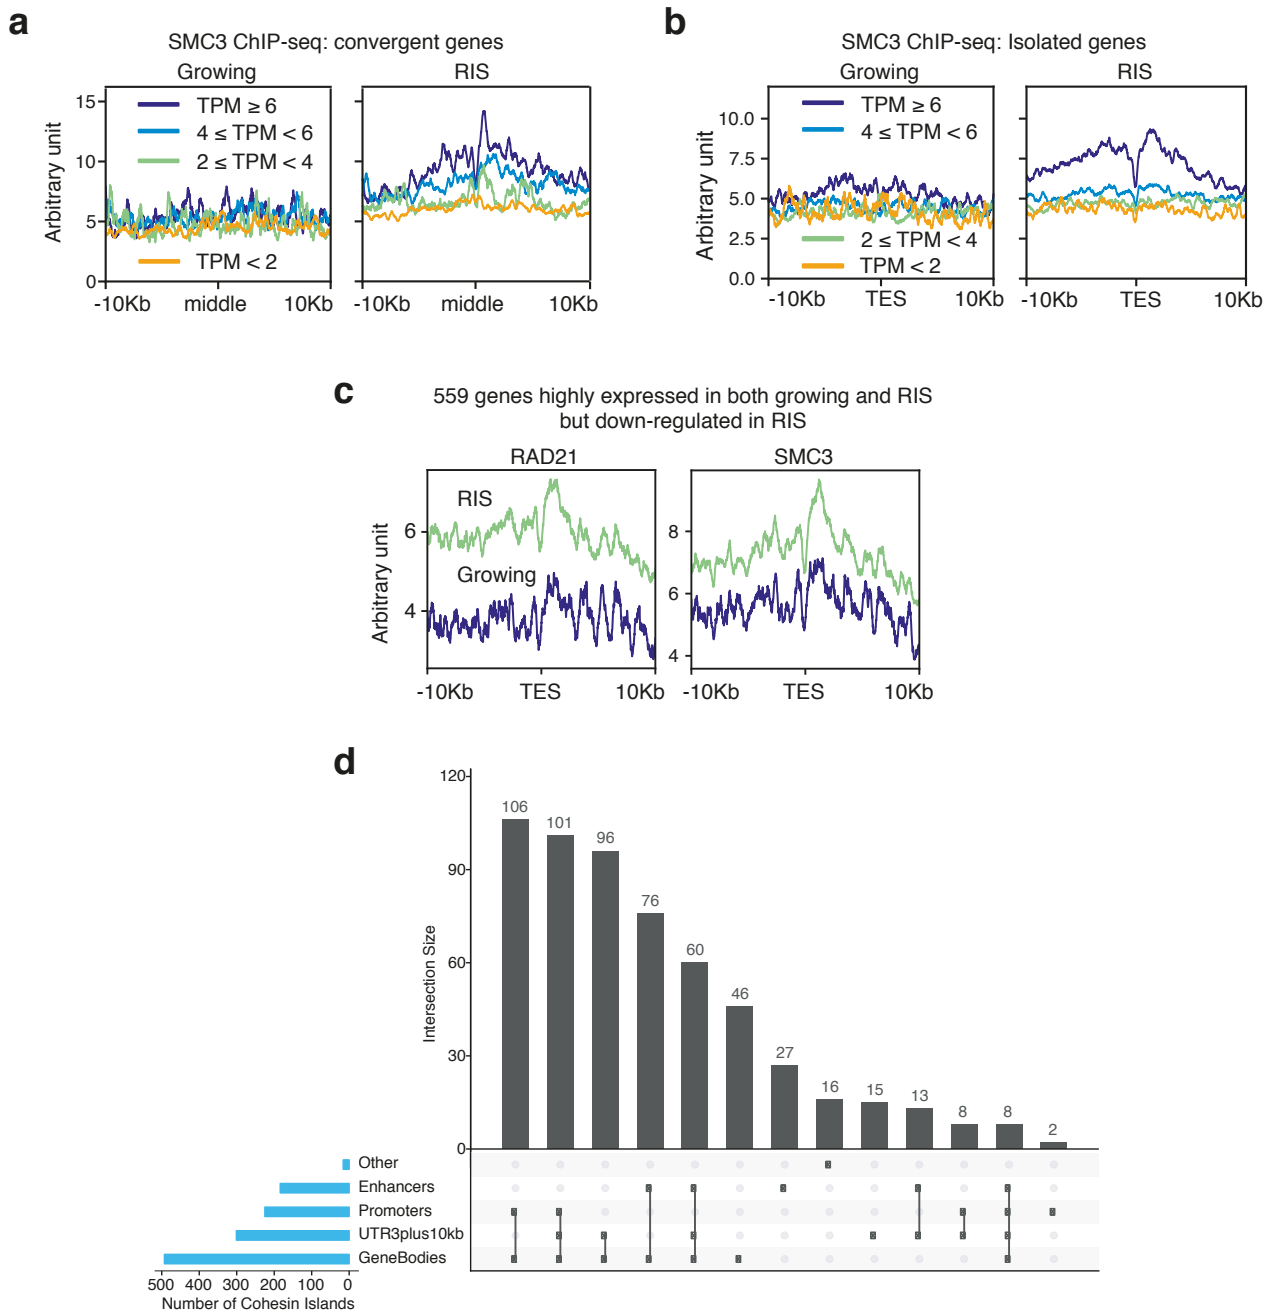 a
SMC3 ChIP-seq: convergent genes
Growing
RIS
Arbitrary unit
15
10
5
0
TPM ≥ 6
4 ≤ TPM < 6
2 ≤ TPM < 4
TPM < 2
-10Kb middle 10Kb
-10Kb middle 10Kb
b
SMC3 ChIP-seq: Isolated genes
Growing
RIS
Arbitrary unit
10.0
7.5
5.0
2.5
0.0
TPM ≥ 6
4 ≤ TPM < 6
2 ≤ TPM < 4
TPM < 2
-10Kb TES 10Kb
-10Kb TES 10Kb
c
559 genes highly expressed in both growing and RIS
but down-regulated in RIS
RAD21
SMC3
Arbitrary unit
6
4
RIS
Growing
8
6
4
-10Kb TES 10Kb
-10Kb TES 10Kb
d
Intersection Size
120
90
60
30
0
106
101
96
76
60
46
27
16
15
13
8
8
2
Other
Enhancers
Promoters
UTR3plus10kb
GeneBodies
500 400 300 200 100 0
Number of Cohesin Islands